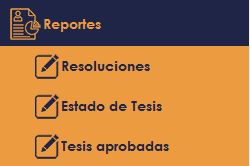 Reportes
Resoluciones
Estado de Tesis
Tesis aprobadas